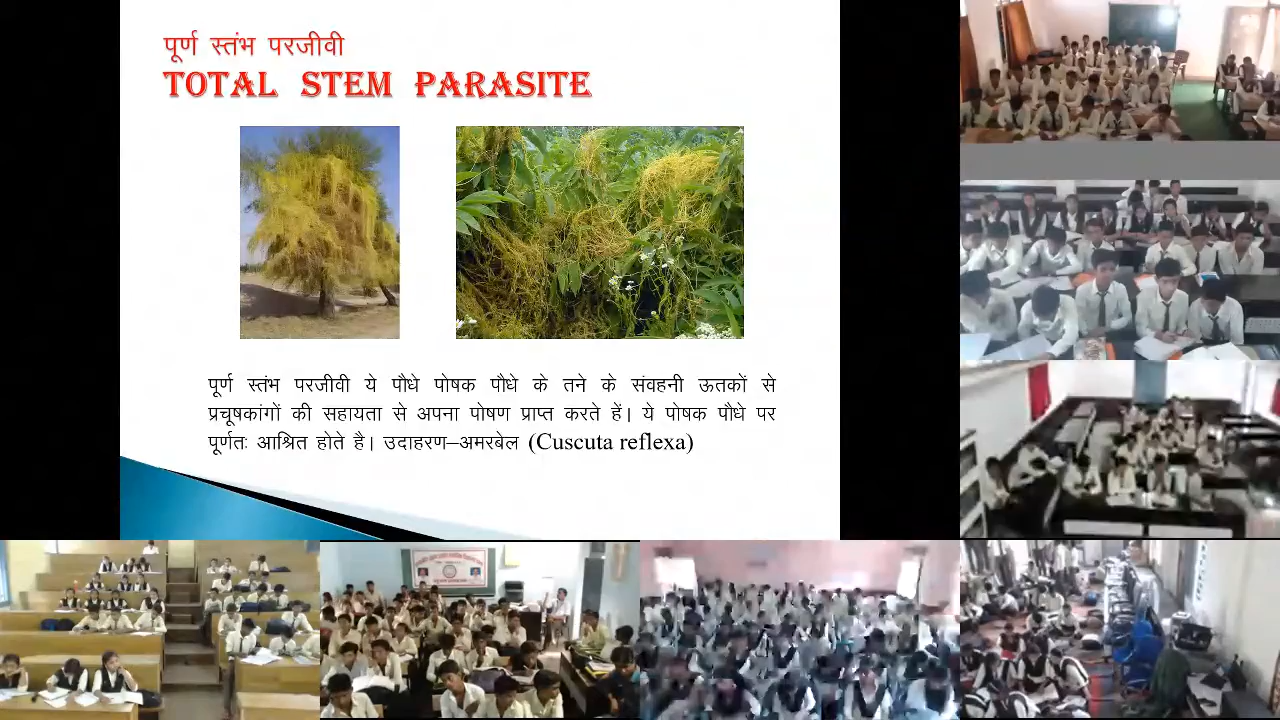 पूर्ण स्तंभ परजीवी
TOTAL STEM PARASITE
पूर्ण स्तंभ परजीवी ये पौधे पोषक पौधे के तने के संवहनी ऊतकों से
प्रचूषकांगों की सहायता से अपना पोषण प्राप्त करते हें। ये पोषक पौधे पर
पूर्णतः आश्रित होते है। उदाहरण–अमरबेल (Cuscuta reflexa)